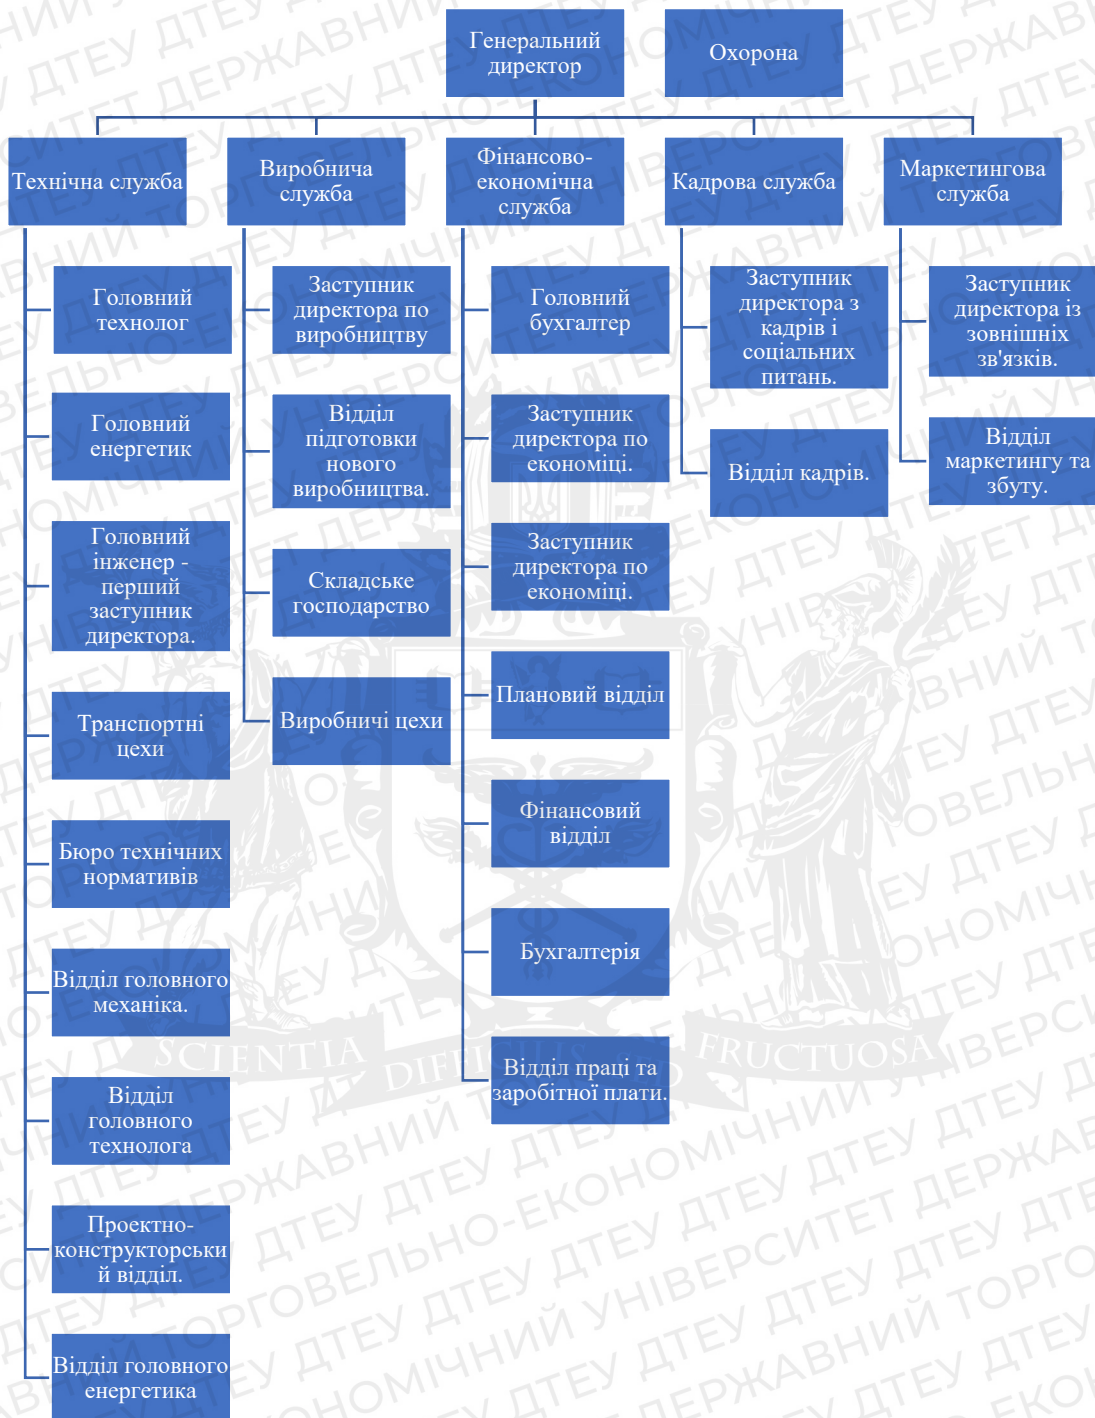 Генеральний
директор
Охорона
Технічна служба
Виробнича
служба
Фінансово-
економічна
служба
Кадрова служба
Маркетингова
служба
Головний
технолог
Головний
енергетик
Головний
інженер -
перший
заступник
директора.
Транспортні
цехи
Бюро технічних
нормативів
Відділ головного
механіка.
Відділ
головного
технолога
Проектно-
конструкторськи
й відділ.
Відділ головного
енергетика
Заступник
директора по
виробництву
Відділ
підготовки
нового
виробництва.
Складське
господарство
Виробничі цехи
Головний
бухгалтер
Заступник
директора по
економіці.
Заступник
директора по
економіці.
Плановий відділ
Фінансовий
відділ
Бухгалтерія
Відділ праці та
заробітної плати.
Заступник
директора з
кадрів і
соціальних
питань.
Відділ кадрів.
Заступник
директора із
зовнішніх
зв'язків.
Відділ
маркетингу та
збуту.
SCIENTIA DIFFICILIS SED FRUCTUOSA